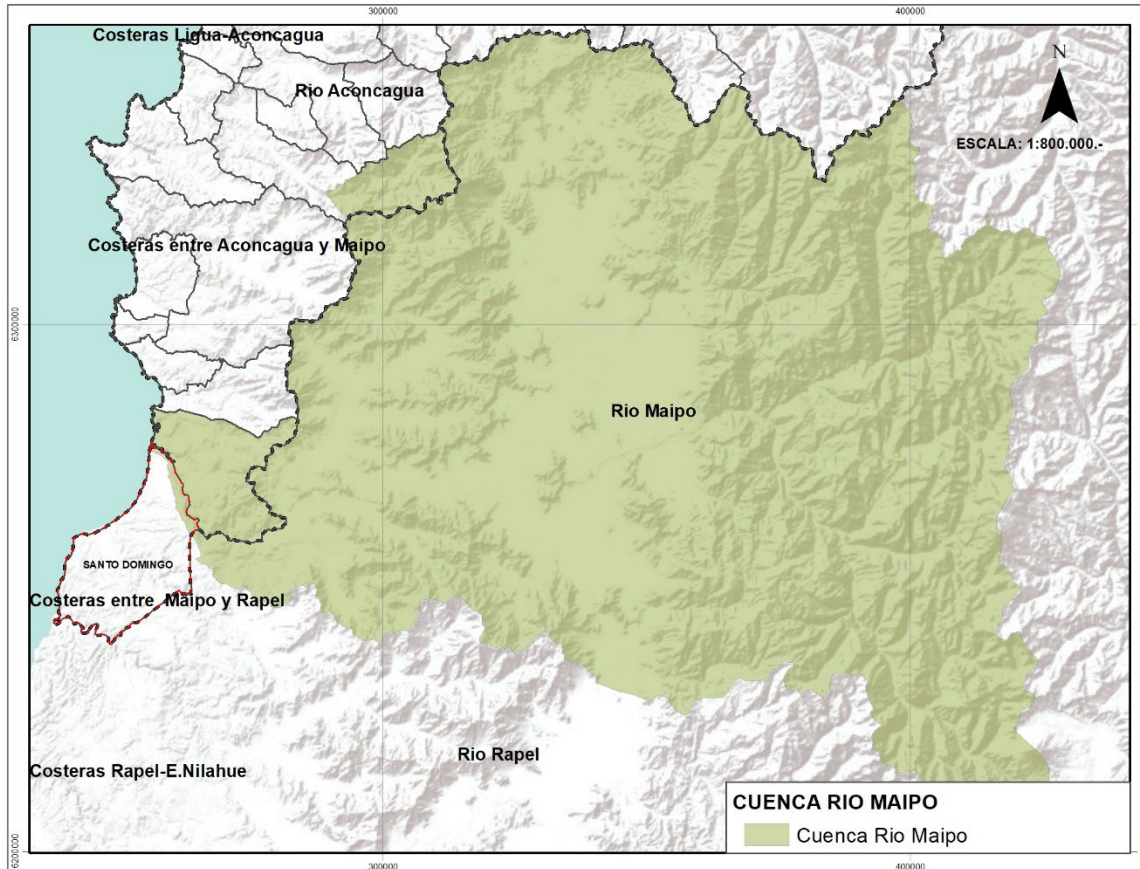 300000
400000
Costeras Ligua-Aconcagua
N
Rio Aconcagua
ESCALA: 1:800.000.-
Costeras entre Aconcagua y Maipo
6300000
Rio Maipo
SANTO DOMINGO
Costeras entre Maipo y Rapel
Rio Rapel
Costeras Rapel-E.Nilahue
CUENCA RIO MAIPO
Cuenca Rio Maipo
6200000
300000
400000